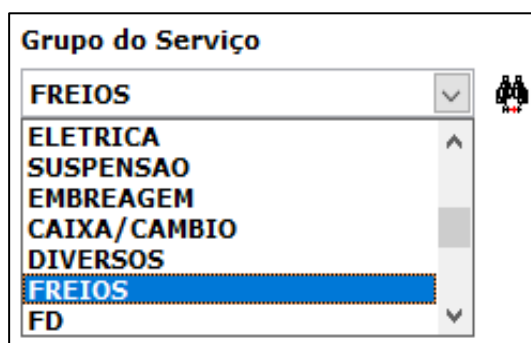 Grupo do Serviço
FREIOS
ELETRICA
SUSPENSAO
EMBREAGEM
CAIXA/CAMBIO
DIVERSOS
FREIOS
FD